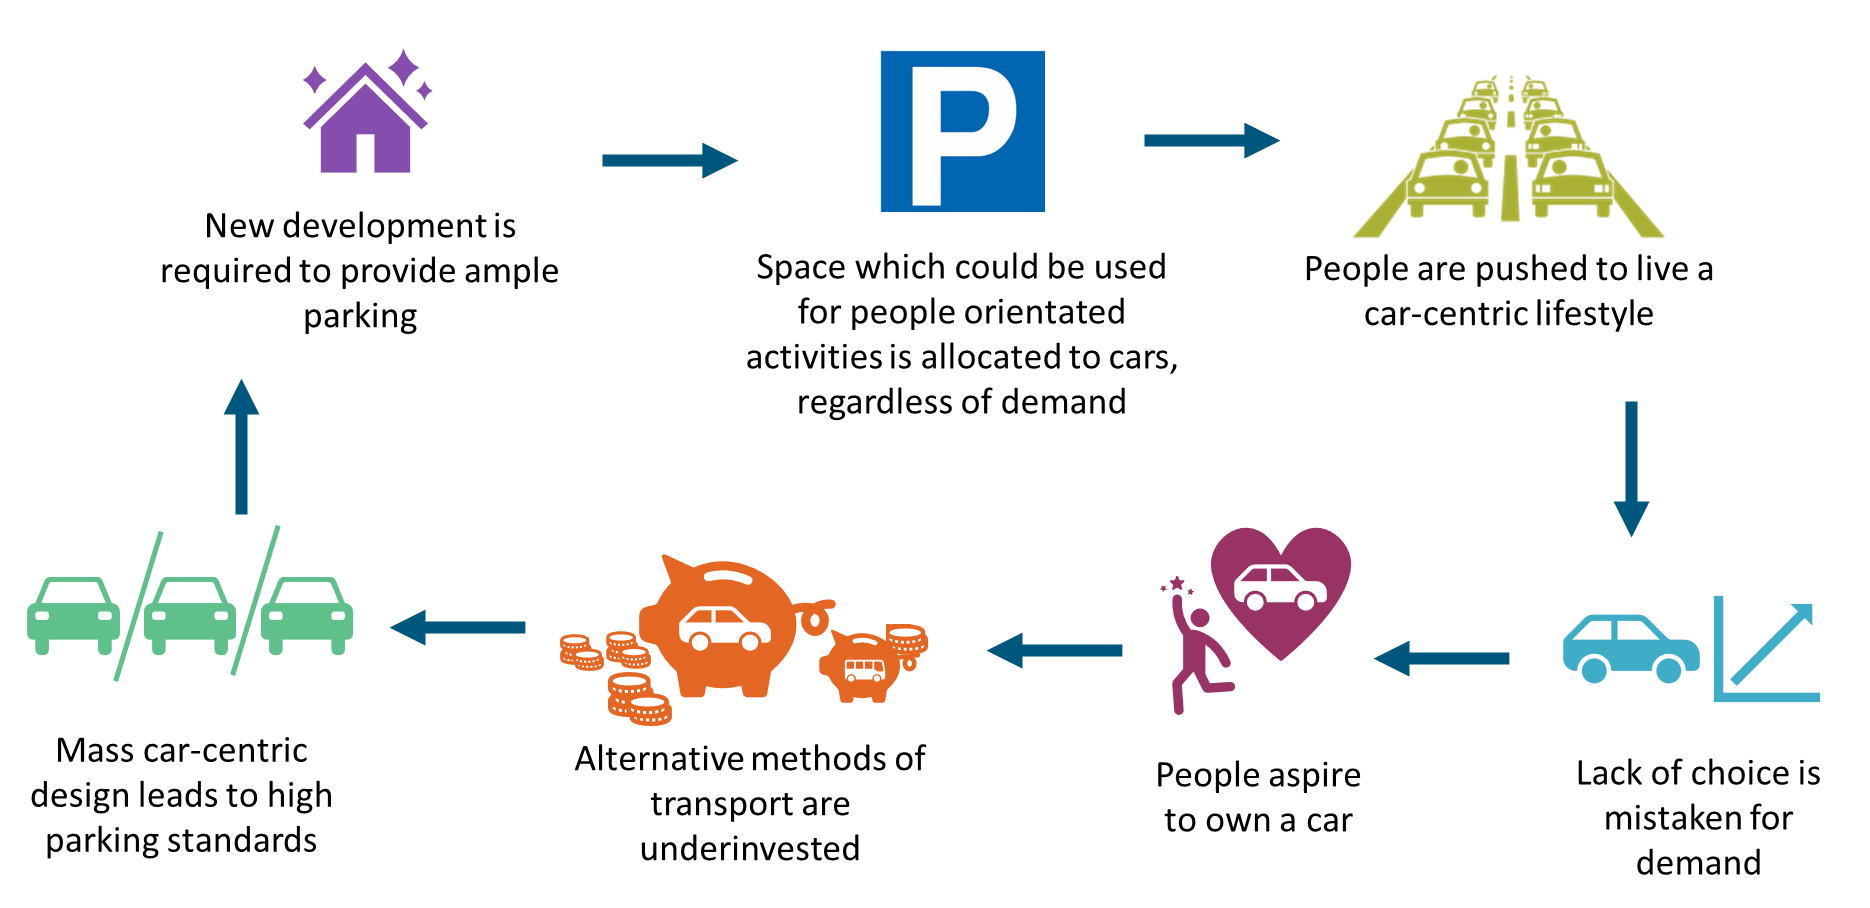 New development is
required to provide ample
parking
P
Space which could be used
for people orientated
activities is allocated to cars,
regardless of demand
People are pushed to live a
car-centric lifestyle
Lack of choice is
mistaken for
demand
People aspire
to own a car
Alternative methods of
transport are
underinvested
Mass car-centric
design leads to high
parking standards